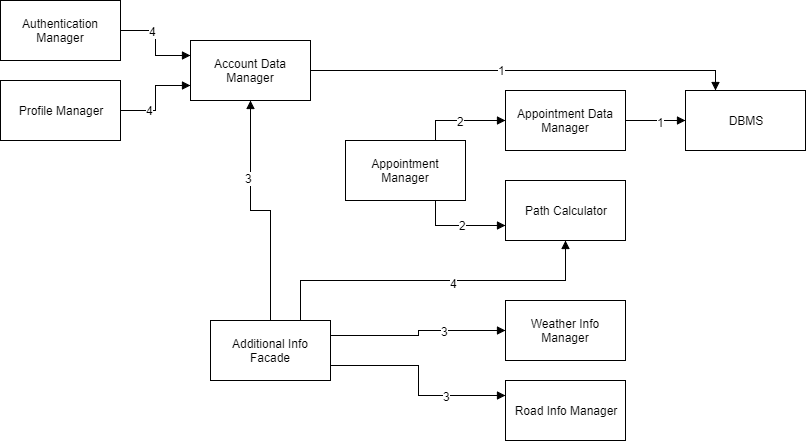 Authentication
Manager
4
Account Data
Manager
1
Profile Manager
4
Appointment Data
Manager
1
DBMS
2
Appointment
Manager
3
Path Calculator
2
4
Additional Info
Facade
3
Weather Info
Manager
3
Road Info Manager